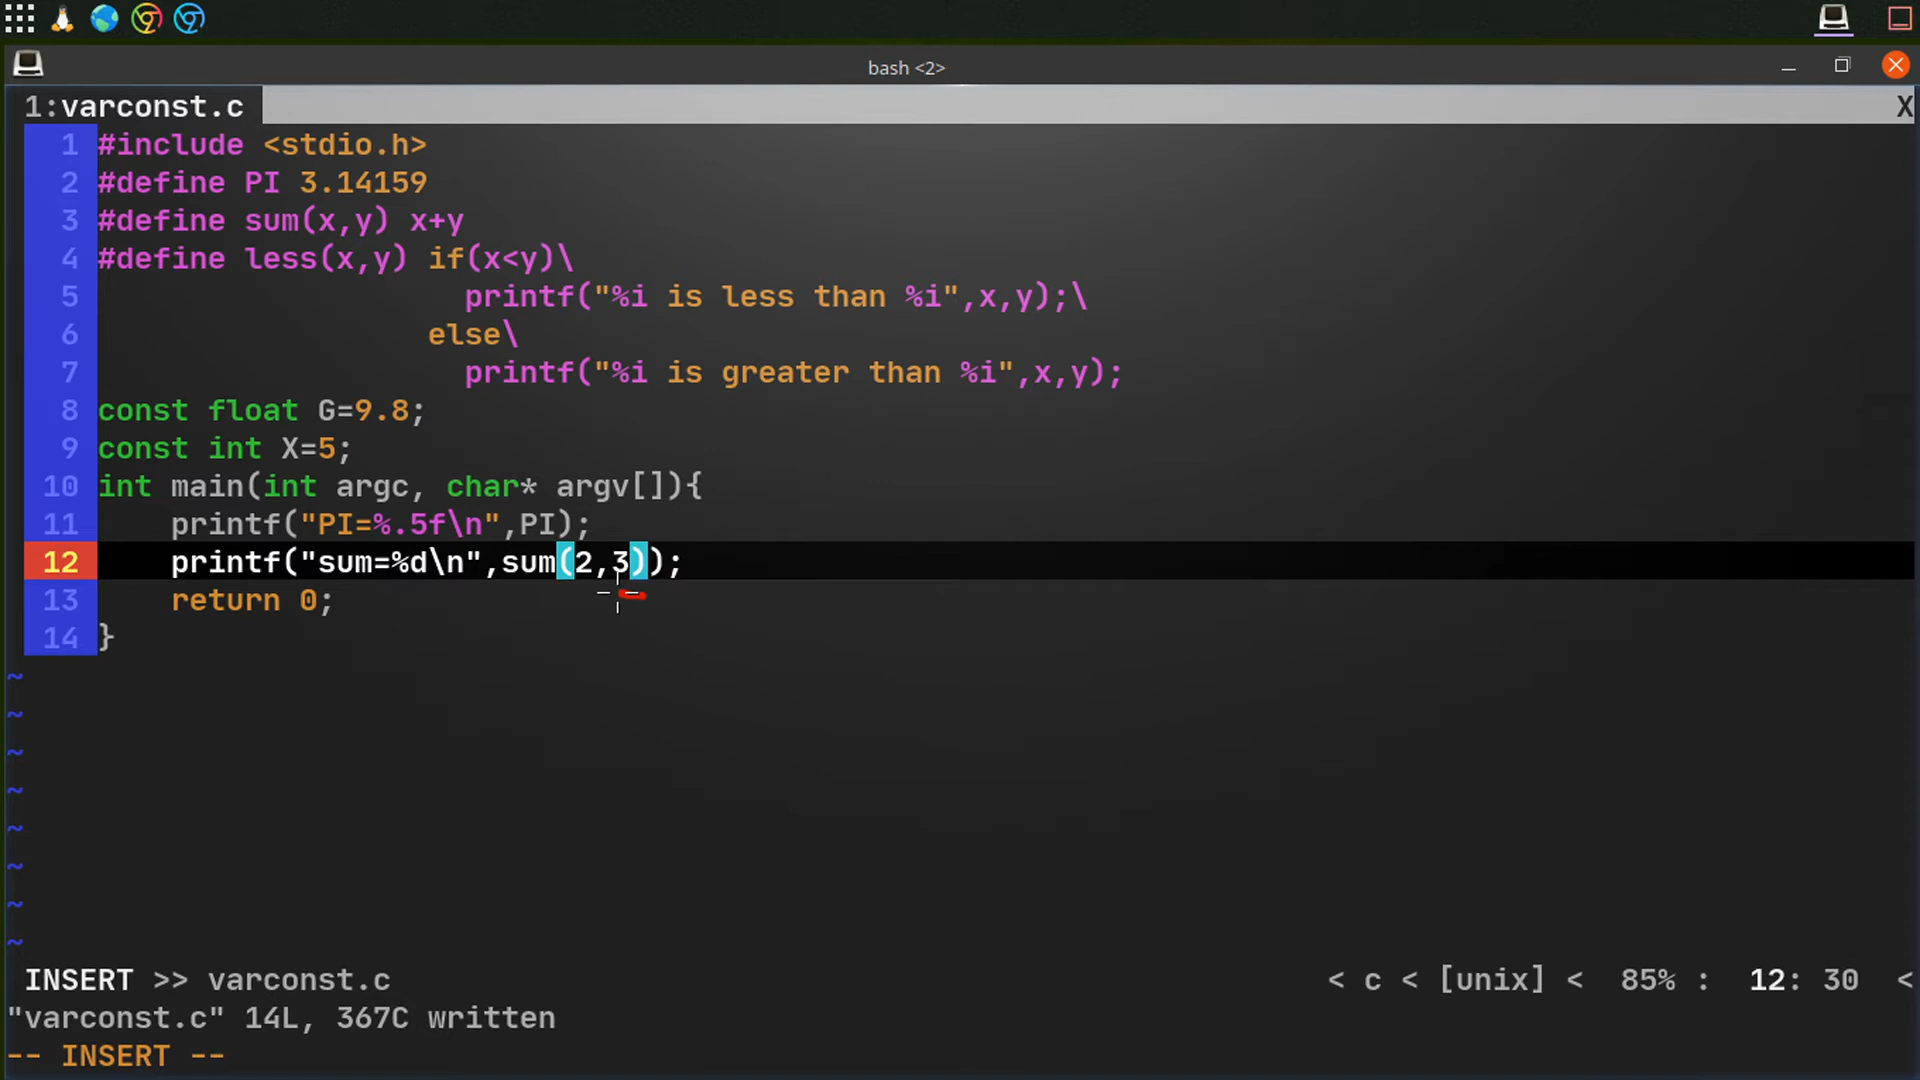 bash <2>
1:varconst.c X
1 #include <stdio.h>
2 #define PI 3.14159
3 #define sum(x,y) x+y
4 #define less(x,y) if(x<y)\
5 printf("%i is less than %i",x,y);\
6 else\
7 printf("%i is greater than %i",x,y);
8 const float G=9.8;
9 const int X=5;
10 int main(int argc, char* argv[]){
11 printf("PI=%.5f\n",PI);
12 printf("sum=%d\n",sum(2,3));
13 return 0;
14 }
~
~
~
~
~
~
~
~
INSERT >> varconst.c < c < [unix] < 85% : 12: 30 <
"varconst.c" 14L, 367C written
-- INSERT --